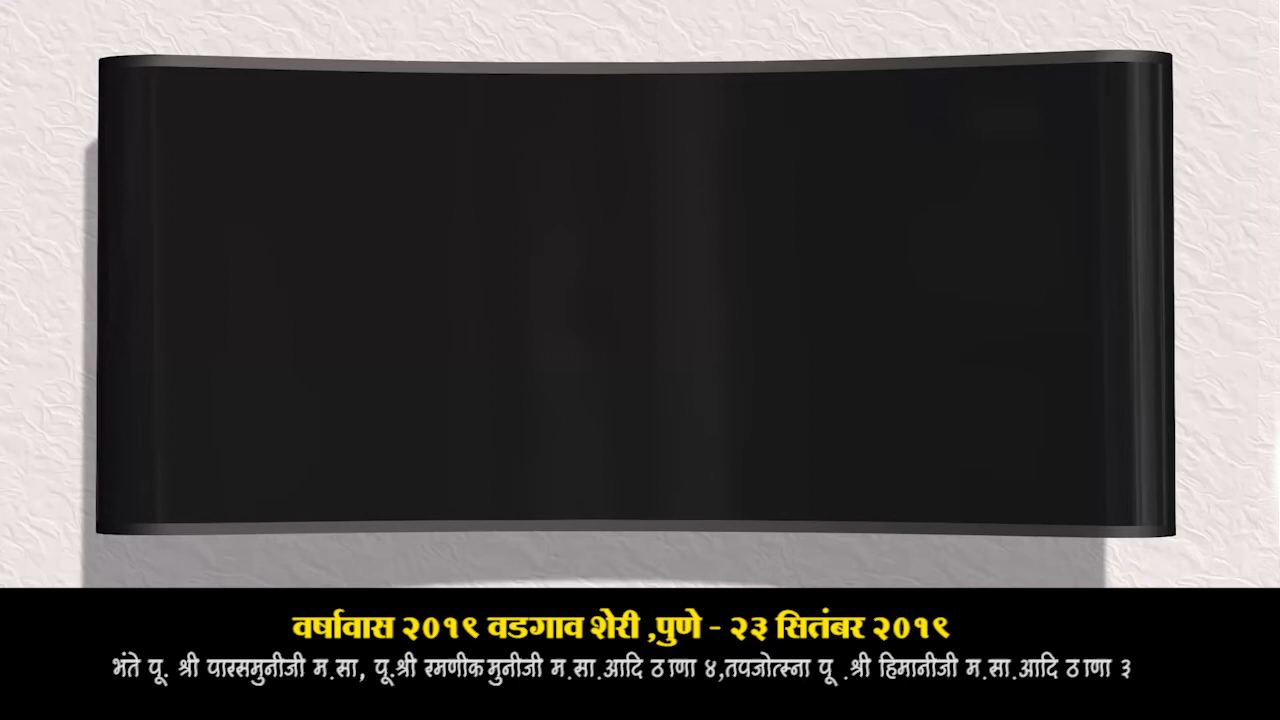 वर्षावास २०१९ वडगाव शेरी ,पुणे - २३ सितंबर २०१९
भंते पू. श्री पारसमुनीजी म.सा, पू.श्री रमणीकमुनीजी म.सा.आदि ठाणा ४,तपजोत्स्ना पू .श्री हिमानीजी म.सा.आदि ठाणा ३